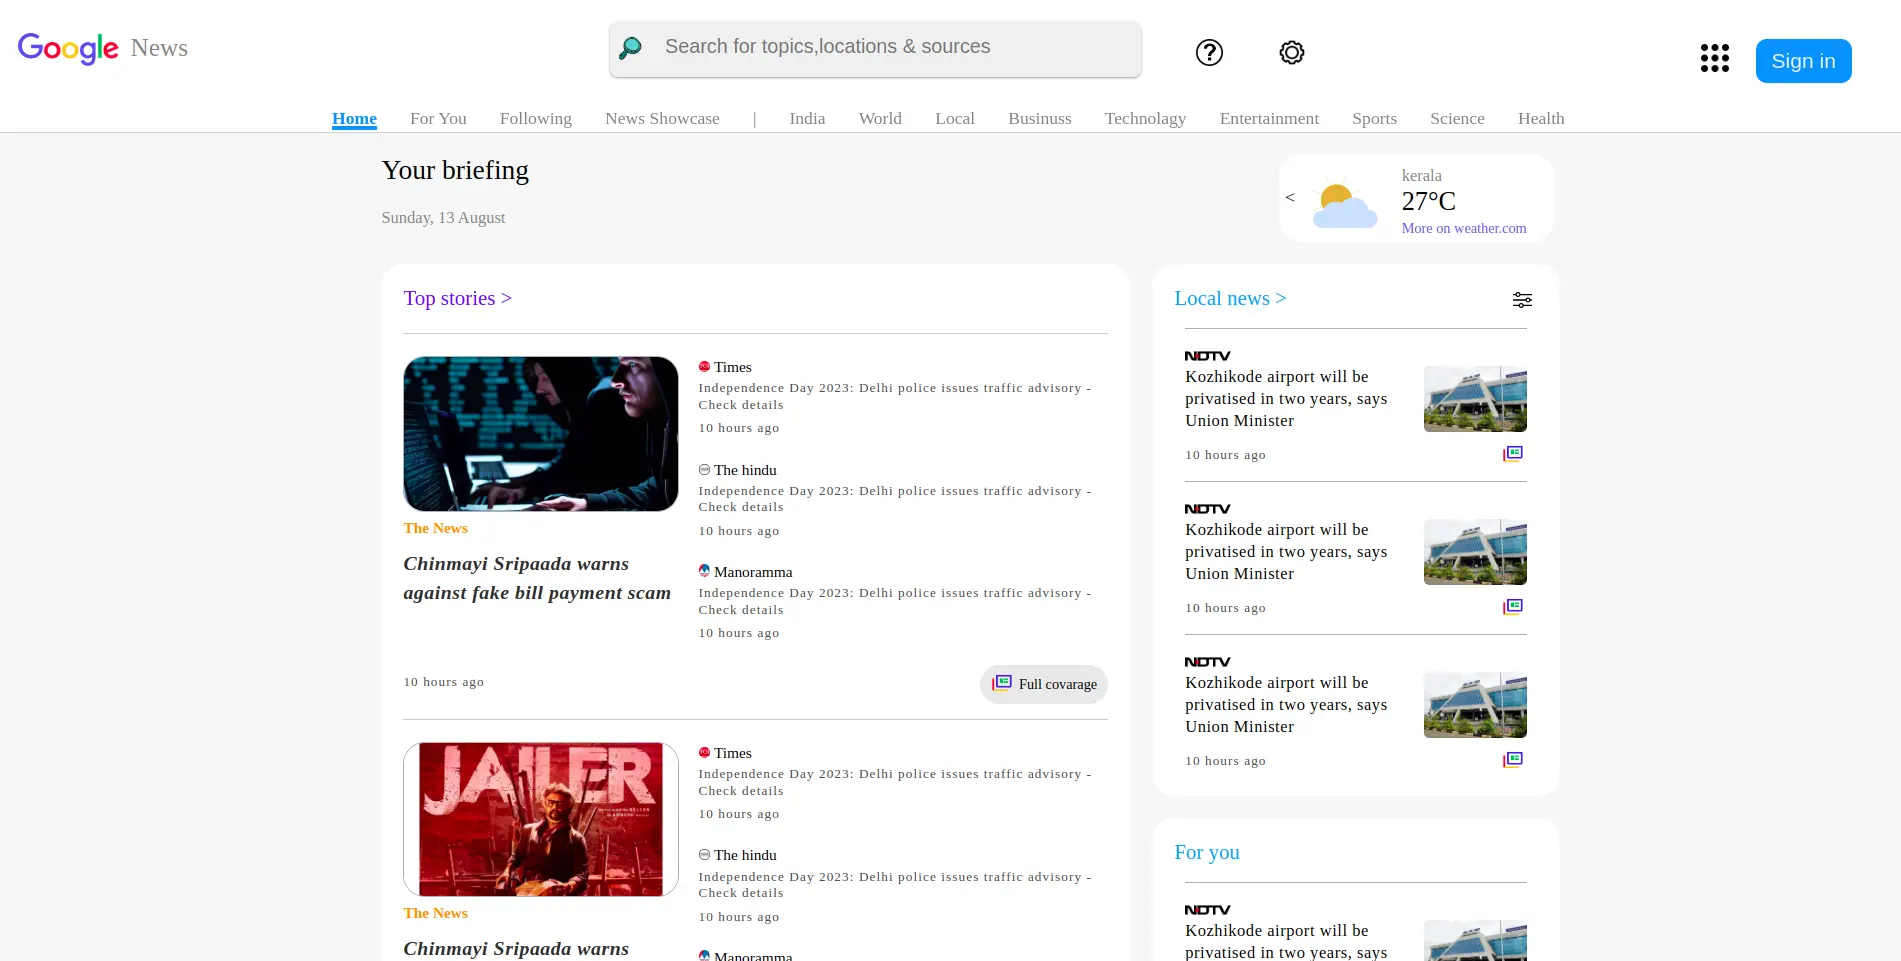 Google News
Search for topics,locations & sources
Sign in
Home For You Following News Showcase | India World Local Businuss Technolagy Entertainment Sports Science Health
Your briefing
Sunday, 13 August
<
kerala
27°C
More on weather.com
Top stories >
The News
Chinmayi Sripaada warns
against fake bill payment scam
10 hours ago
Times
Independence Day 2023: Delhi police issues traffic advisory -
Check details
10 hours ago
The hindu
Independence Day 2023: Delhi police issues traffic advisory -
Check details
10 hours ago
Manoramma
Independence Day 2023: Delhi police issues traffic advisory -
Check details
10 hours ago
Full covarage
JAILER
The News
Chinmayi Sripaada warns
Times
Independence Day 2023: Delhi police issues traffic advisory -
Check details
10 hours ago
The hindu
Independence Day 2023: Delhi police issues traffic advisory -
Check details
10 hours ago
Manoramma
Local news >
NDTV
Kozhikode airport will be
privatised in two years, says
Union Minister
10 hours ago
NDTV
Kozhikode airport will be
privatised in two years, says
Union Minister
10 hours ago
NDTV
Kozhikode airport will be
privatised in two years, says
Union Minister
10 hours ago
For you
NDTV
Kozhikode airport will be
privatised in two years, says